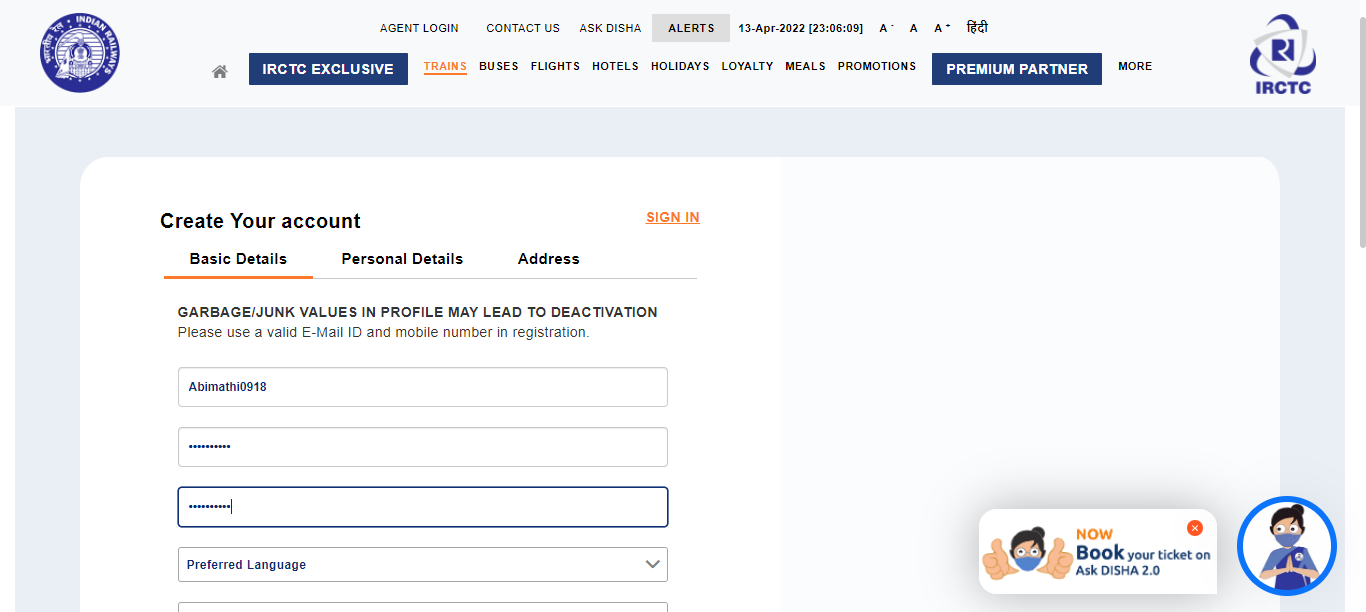 AGENT LOGIN CONTACT US ASK DISHA ALERTS 13-Apr-2022 [23:06:09] A - A A + हिंदी
भारतीय रेल INDIAN RAILWAYS
IRCTC EXCLUSIVE TRAINS BUSES FLIGHTS HOTELS HOLIDAYS LOYALTY MEALS PROMOTIONS PREMIUM PARTNER MORE
IRCTC
Create Your account SIGN IN
Basic Details Personal Details Address
GARBAGE/JUNK VALUES IN PROFILE MAY LEAD TO DEACTIVATION
Please use a valid E-Mail ID and mobile number in registration.
Abimathi0918
••••••••••
••••••••••
Preferred Language
NOW
Book your ticket on
Ask DISHA 2.0